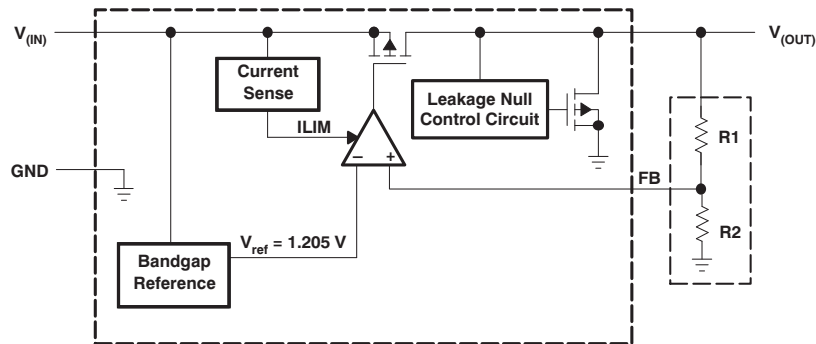 V(IN)
V(OUT)
Current
Sense
Leakage Null
Control Circuit
ILIM
R1
– +
GND
FB
Vref = 1.205 V
R2
Bandgap
Reference